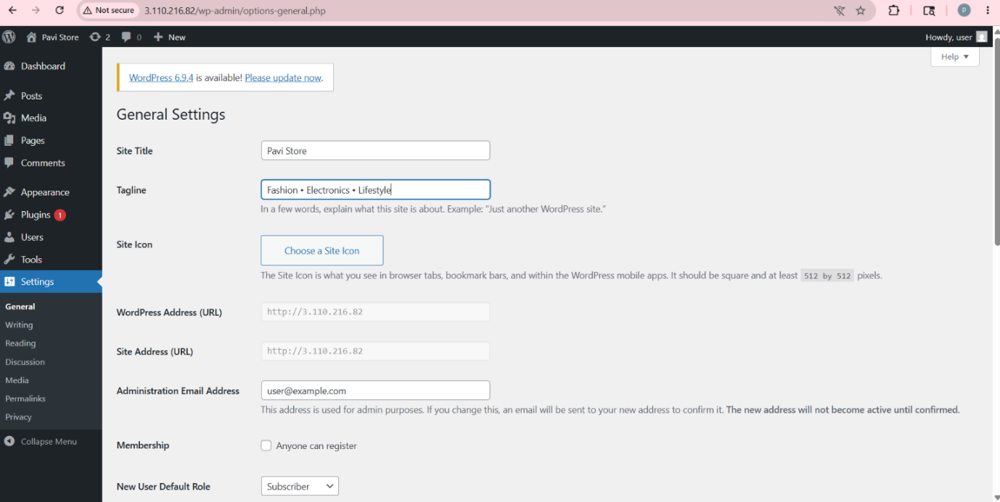 Not secure 3.110.216.82/wp-admin/options-general.php P
Pavi Store 2 0 + New Howdy, user
Help ▼
Dashboard
Posts
Media
Pages
Comments
Appearance
Plugins 1
Users
Tools
Settings
General
Writing
Reading
Discussion
Media
Permalinks
Privacy
Collapse Menu
WordPress 6.9.4 is available! Please update now.
General Settings
Site Title Pavi Store
Tagline Fashion • Electronics • Lifestyle
In a few words, explain what this site is about. Example: “Just another WordPress site.”
Site Icon Choose a Site Icon
The Site Icon is what you see in browser tabs, bookmark bars, and within the WordPress mobile apps. It should be square and at least 512 by 512 pixels.
WordPress Address (URL) http://3.110.216.82
Site Address (URL) http://3.110.216.82
Administration Email Address user@example.com
This address is used for admin purposes. If you change this, an email will be sent to your new address to confirm it. The new address will not become active until confirmed.
Membership Anyone can register
New User Default Role Subscriber